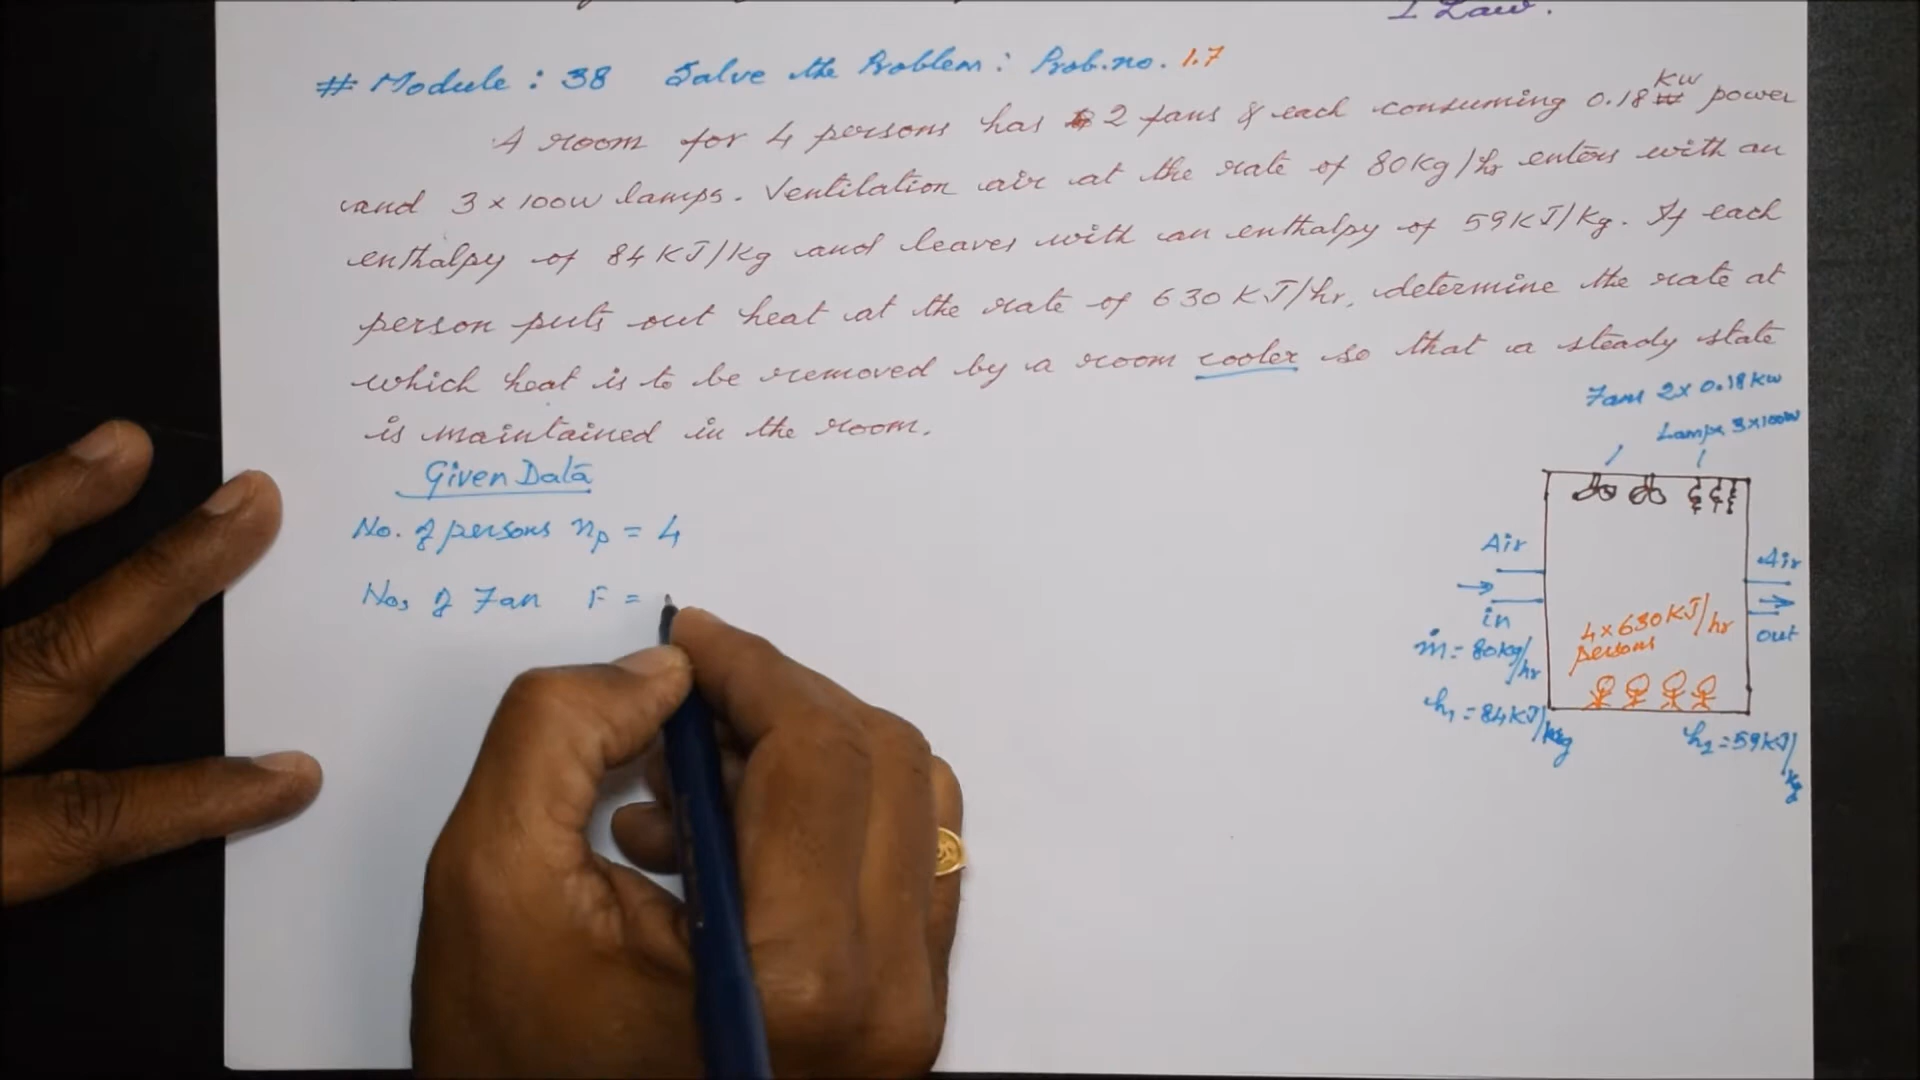 I Law.
# Module : 38 Solve the Problem : Prob. no. 1.7
A room for 4 persons has 2 fans & each consuming 0.18 KW power
and 3 × 100W lamps. Ventilation air at the rate of 80Kg/hr enters with an
enthalpy of 84 KJ/Kg and leaves with an enthalpy of 59KJ/Kg. If each
person puts out heat at the rate of 630 KJ/hr, determine the rate at
which heat is to be removed by a room cooler so that a steady state
is maintained in the room.
Given Data
No. of persons np = 4
No, of Fan F =
Fans 2x 0.18 Kw
Lamps 3x100W
Air
in
ṁ = 80Kg/hr
h1 = 84KJ/Kg
4 x 630 KJ/hr
persons
Air
out
h2 = 59KJ/Kg